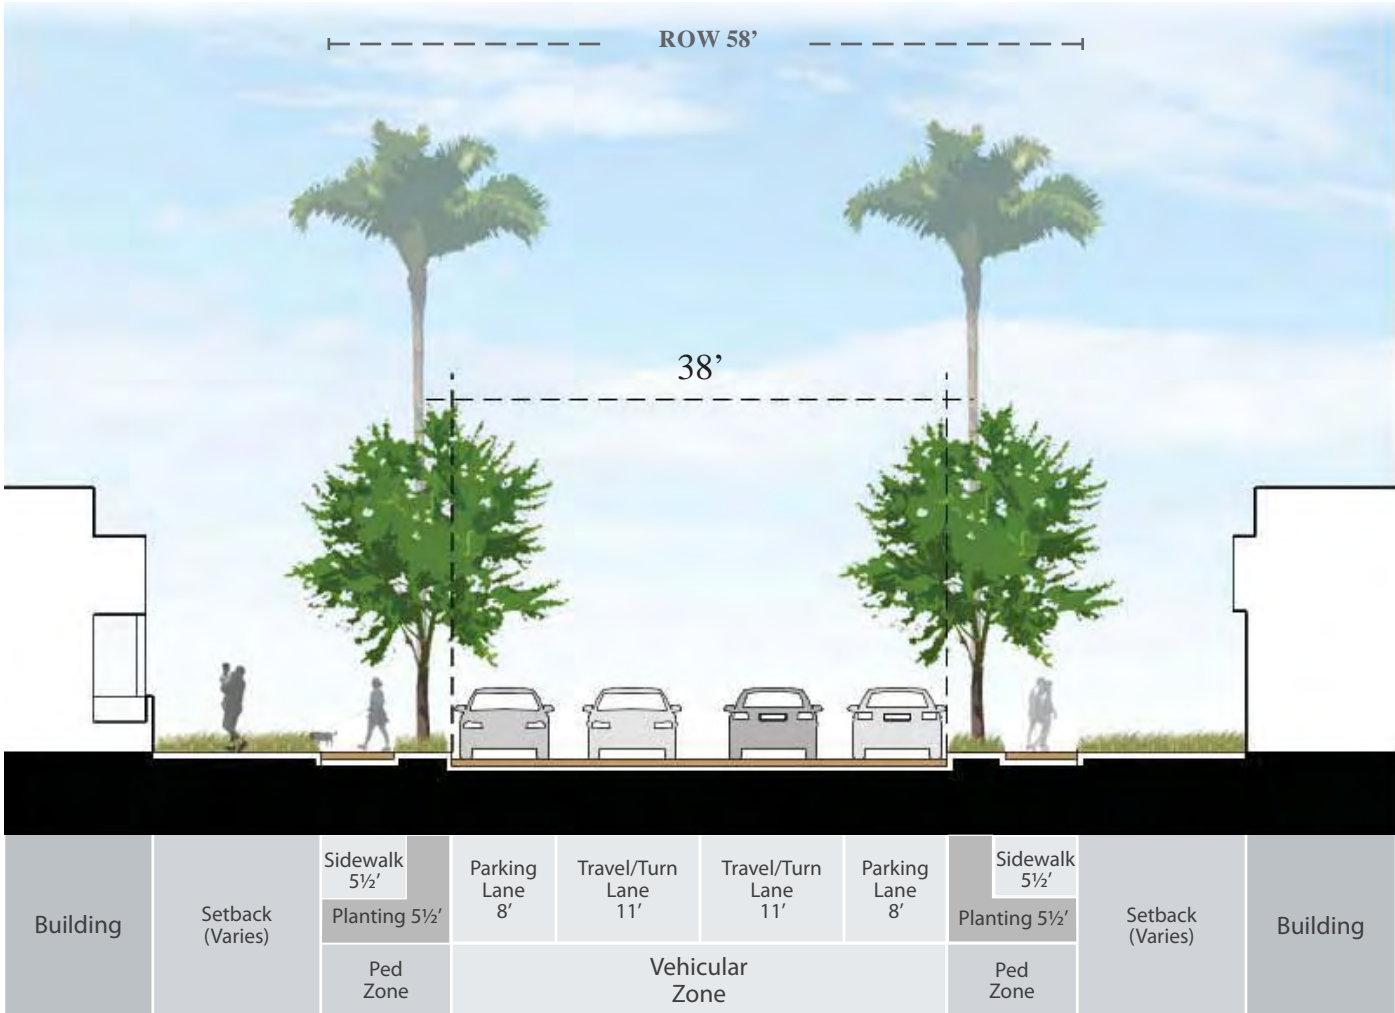 ROW 58’
38’
Building
Setback
(Varies)
Sidewalk
5½’
Planting 5½’
Ped
Zone
Parking
Lane
8’
Travel/Turn
Lane
11’
Travel/Turn
Lane
11’
Parking
Lane
8’
Vehicular
Zone
Sidewalk
5½’
Planting 5½’
Ped
Zone
Setback
(Varies)
Building